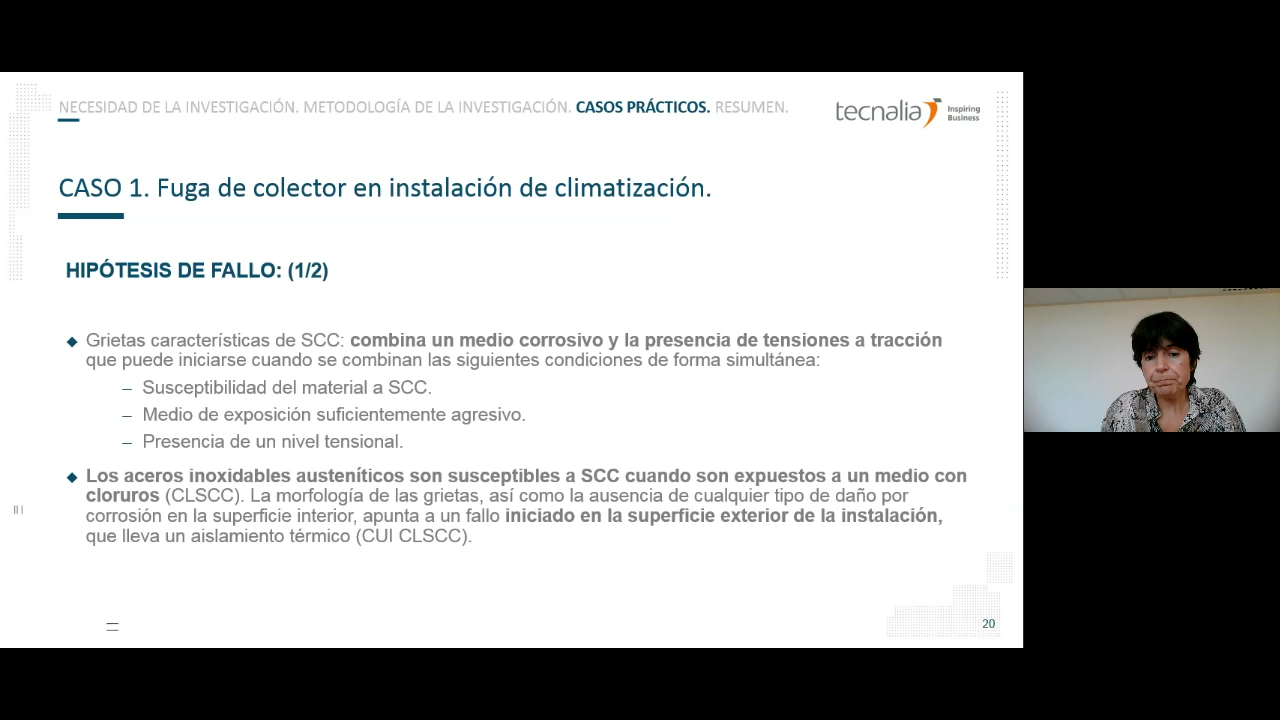 NECESIDAD DE LA INVESTIGACIÓN. METODOLOGÍA DE LA INVESTIGACIÓN. CASOS PRÁCTICOS. RESUMEN.
tecnalia Inspiring Business
CASO 1. Fuga de colector en instalación de climatización.
HIPÓTESIS DE FALLO: (1/2)
◆ Grietas características de SCC: combina un medio corrosivo y la presencia de tensiones a tracción
que puede iniciarse cuando se combinan las siguientes condiciones de forma simultánea:
– Susceptibilidad del material a SCC.
– Medio de exposición suficientemente agresivo.
– Presencia de un nivel tensional.
◆ Los aceros inoxidables austeníticos son susceptibles a SCC cuando son expuestos a un medio con
cloruros (CLSCC). La morfología de las grietas, así como la ausencia de cualquier tipo de daño por
corrosión en la superficie interior, apunta a un fallo iniciado en la superficie exterior de la instalación,
que lleva un aislamiento térmico (CUI CLSCC).
20